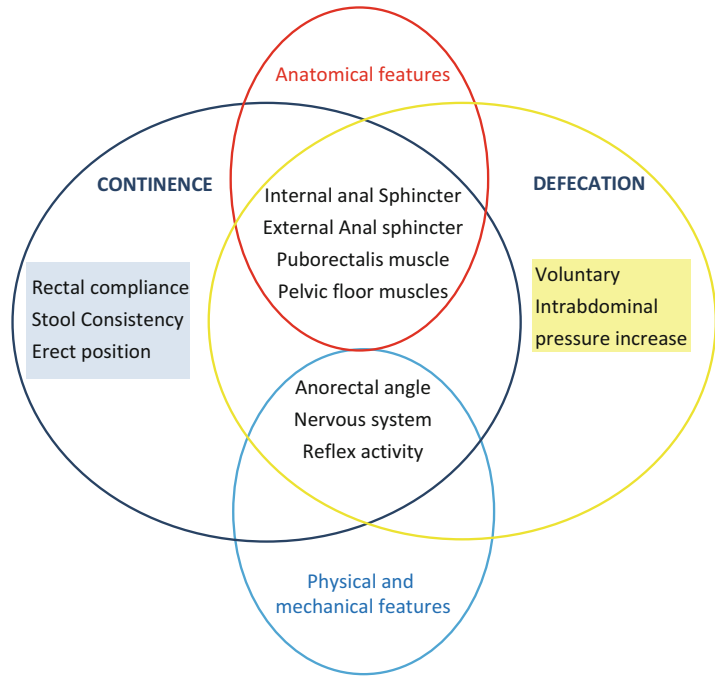 Anatomical features
CONTINENCE
DEFECATION
Internal anal Sphincter
External Anal sphincter
Puborectalis muscle
Pelvic floor muscles
Rectal compliance
Stool Consistency
Erect position
Voluntary
Intrabdominal
pressure increase
Anorectal angle
Nervous system
Reflex activity
Physical and
mechanical features